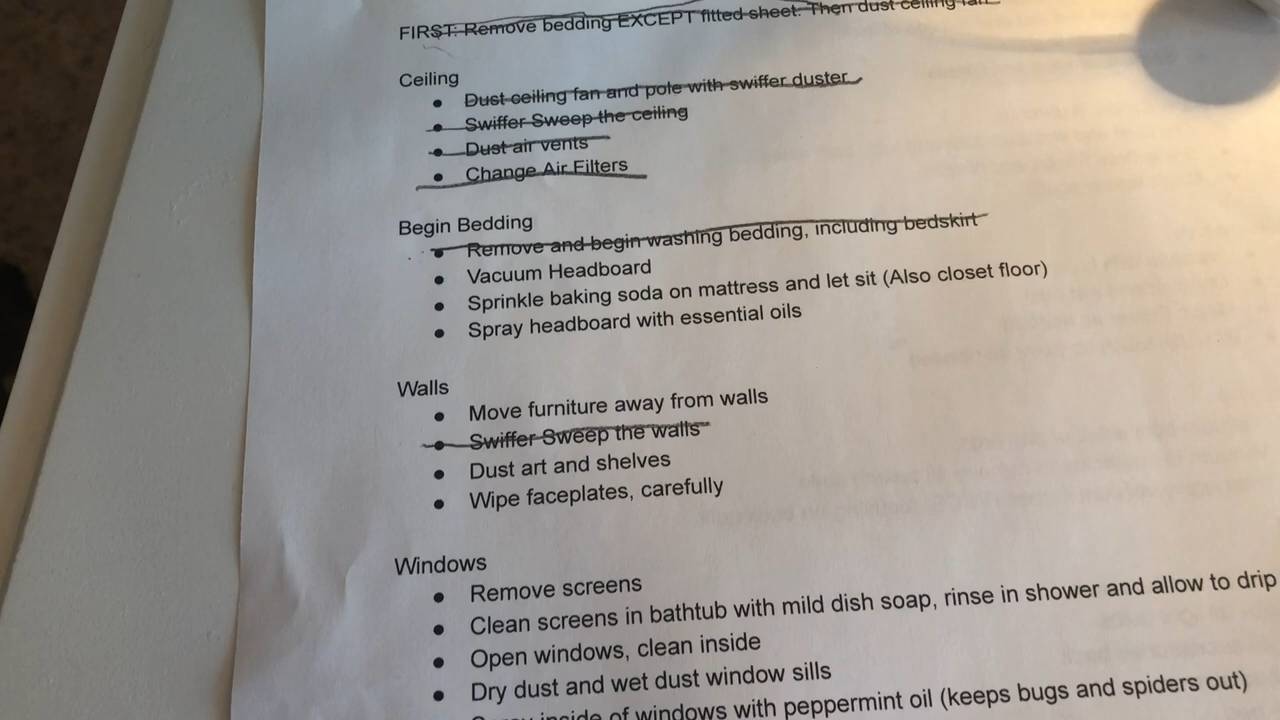 FIRST: Remove bedding EXCEPT fitted sheet. Then dust ceiling fan.
Ceiling
● Dust ceiling fan and pole with swiffer duster
● Swiffer Sweep the ceiling
● Dust air vents
● Change Air Filters
Begin Bedding
● Remove and begin washing bedding, including bedskirt
● Vacuum Headboard
● Sprinkle baking soda on mattress and let sit (Also closet floor)
● Spray headboard with essential oils
Walls
● Move furniture away from walls
● Swiffer Sweep the walls
● Dust art and shelves
● Wipe faceplates, carefully
Windows
● Remove screens
● Clean screens in bathtub with mild dish soap, rinse in shower and allow to drip
● Open windows, clean inside
● Dry dust and wet dust window sills
inside of windows with peppermint oil (keeps bugs and spiders out)